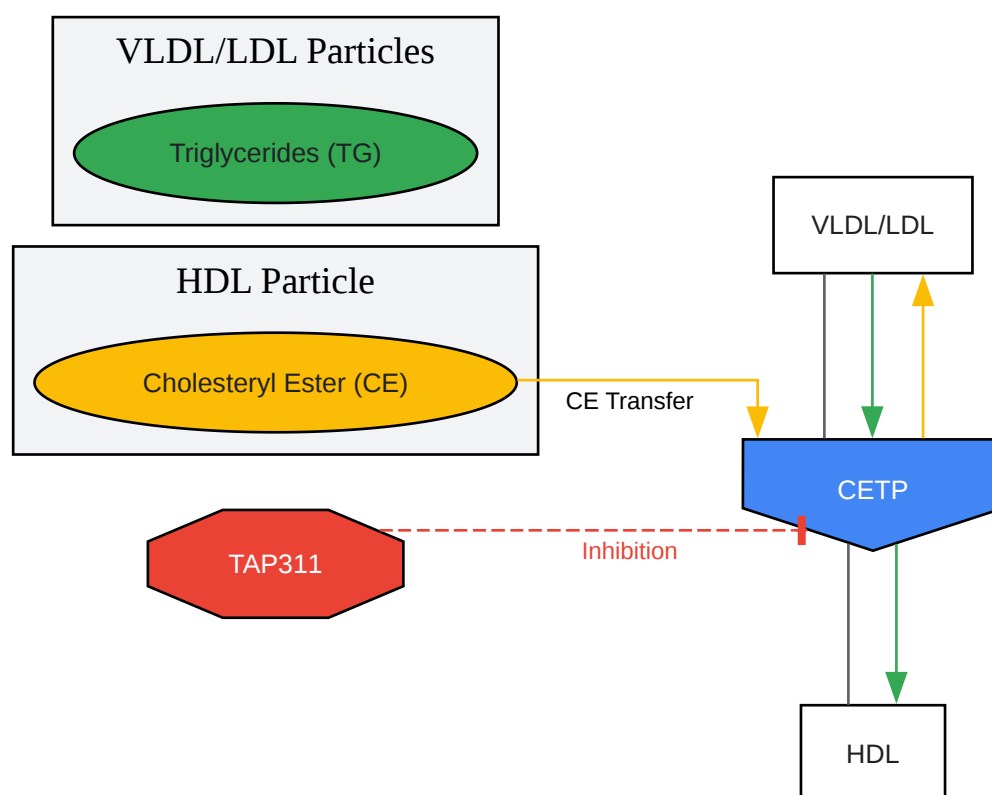 VLDL/LDL Particles
Triglycerides (TG)
VLDL/LDL
HDL Particle
Cholesteryl Ester (CE)
CE Transfer
CETP
TAP311
Inhibition
HDL